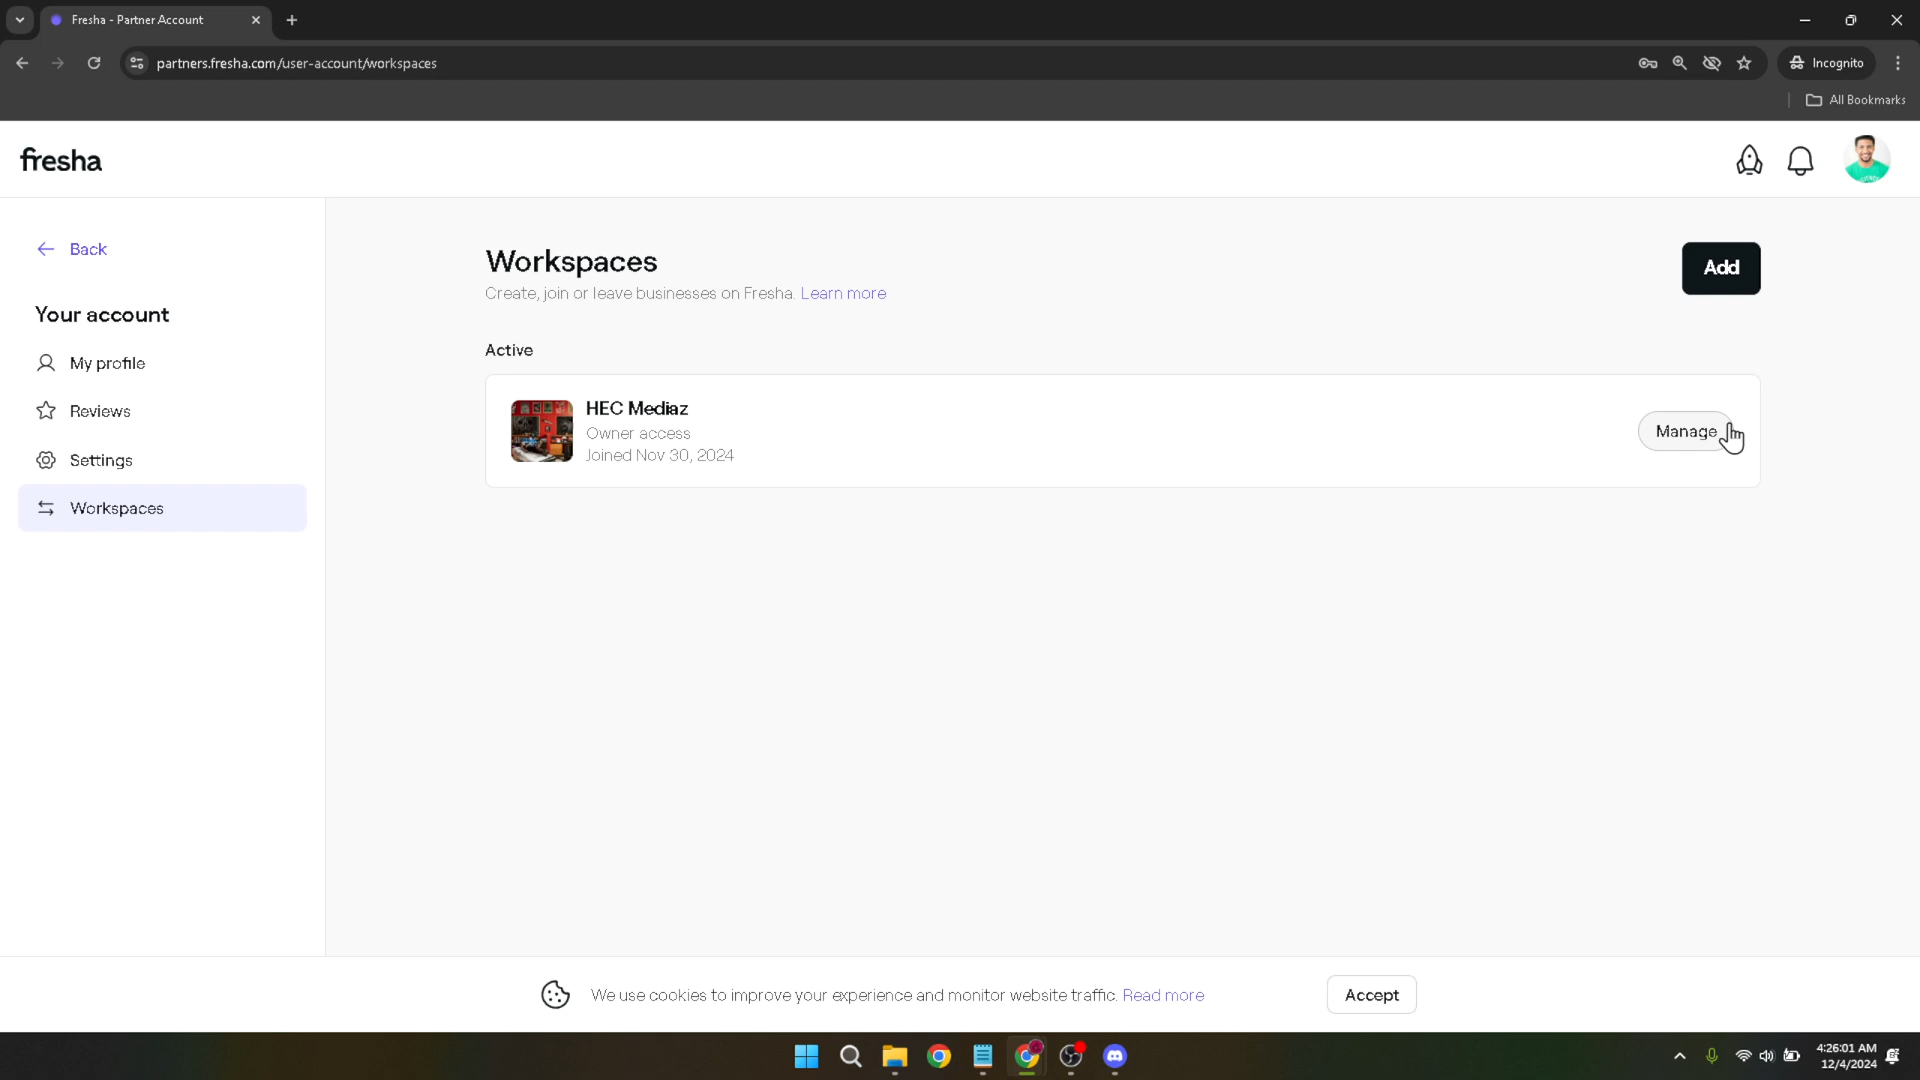 Fresha - Partner Account
partners.fresha.com/user-account/workspaces
Incognito
All Bookmarks
fresha
Back
Your account
My profile
Reviews
Settings
Workspaces
Workspaces
Create, join or leave businesses on Fresha. Learn more
Add
Active
HEC Mediaz
Owner access
Joined Nov 30, 2024
Manage
We use cookies to improve your experience and monitor website traffic. Read more
Accept
4:26:01 AM
12/4/2024